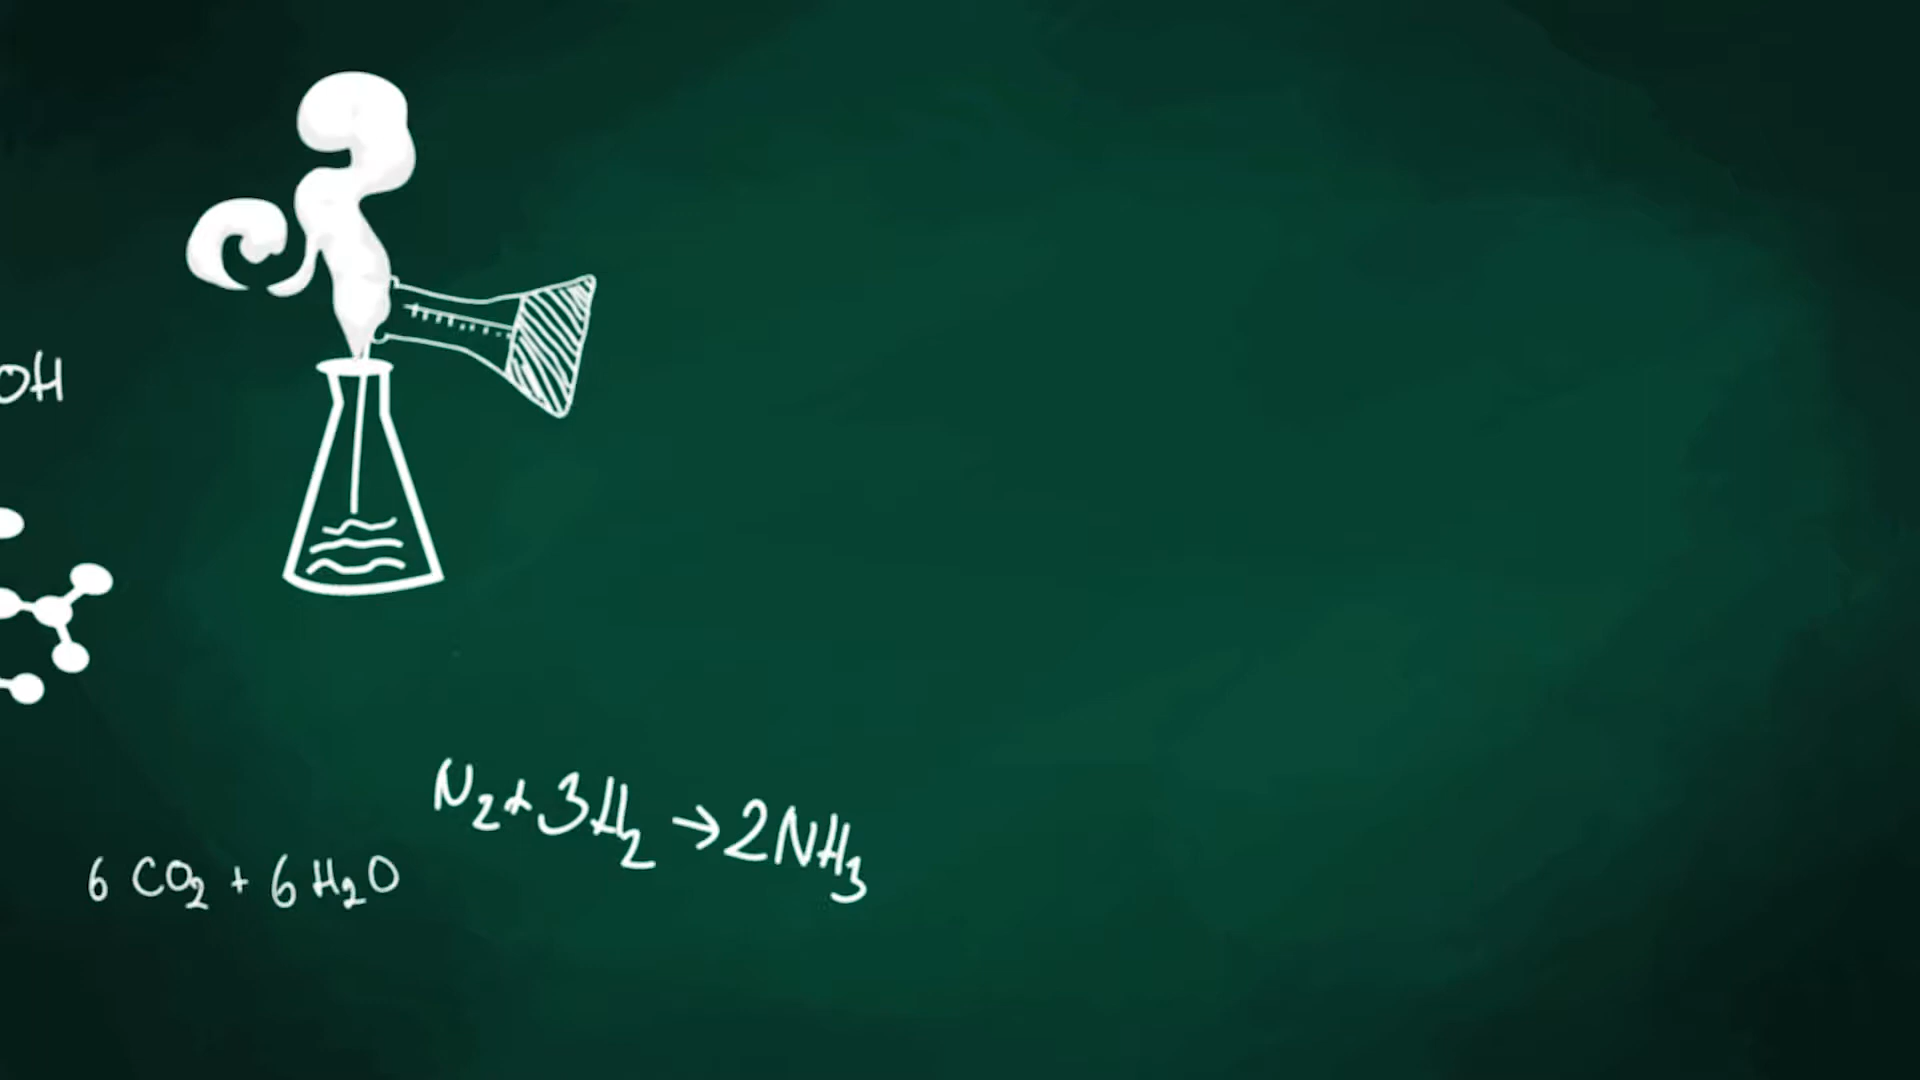 OH
N₂+3H₂→2NH₃
6 CO₂ + 6 H₂O